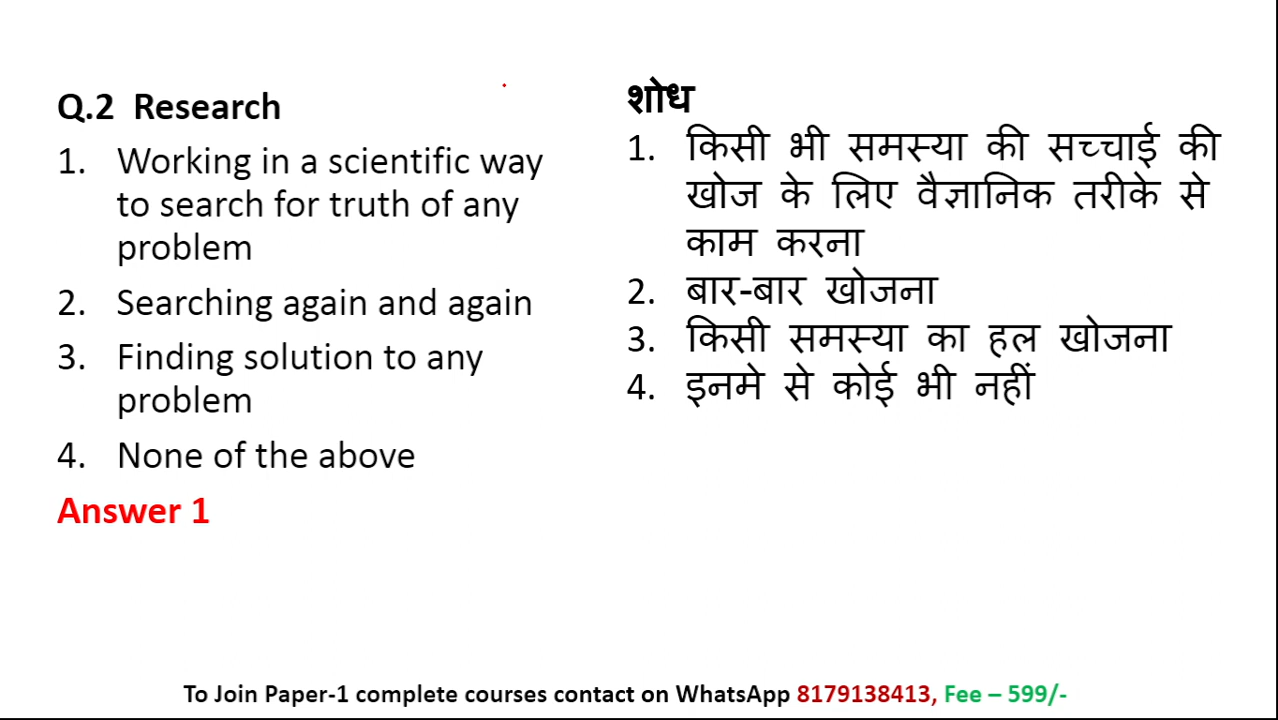 Q.2 Research
1. Working in a scientific way
to search for truth of any
problem
2. Searching again and again
3. Finding solution to any
problem
4. None of the above
Answer 1
शोध
1. किसी भी समस्या की सच्चाई की
खोज के लिए वैज्ञानिक तरीके से
काम करना
2. बार-बार खोजना
3. किसी समस्या का हल खोजना
4. इनमे से कोई भी नहीं
To Join Paper-1 complete courses contact on WhatsApp 8179138413, Fee – 599/-